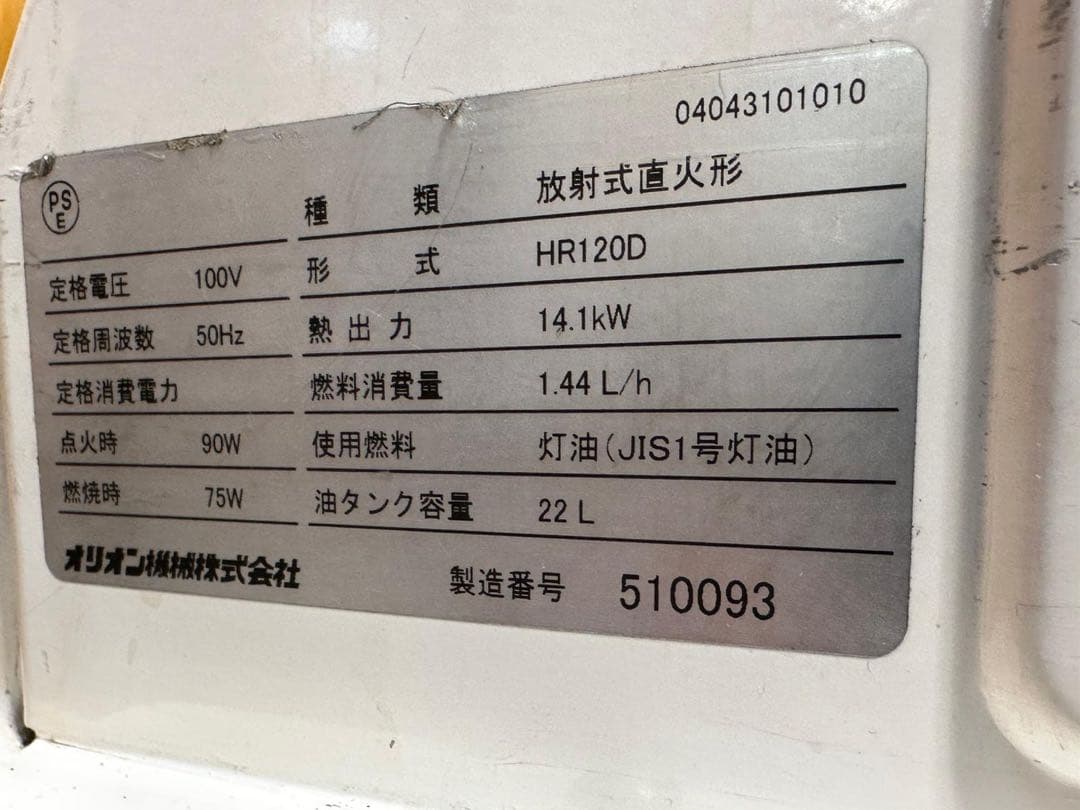 04043101010
PS
E
種類 放射式直火形
形式 HR120D
熱出力 14.1kW
燃料消費量 1.44 L/h
使用燃料 灯油(JIS1号灯油)
油タンク容量 22 L
定格電圧 100V
定格周波数 50Hz
定格消費電力
点火時 90W
燃焼時 75W
オリオン機械株式会社
製造番号 510093